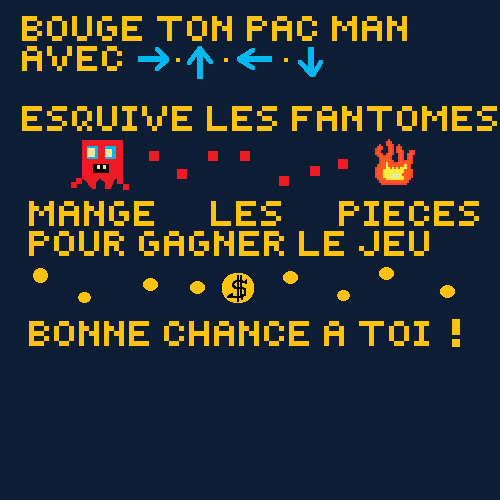 BOUGE TON PAC MAN
AVEC →·↑·←·↓
ESQUIVE LES FANTOMES
MANGE LES PIECES
POUR GAGNER LE JEU
$
BONNE CHANCE A TOI !